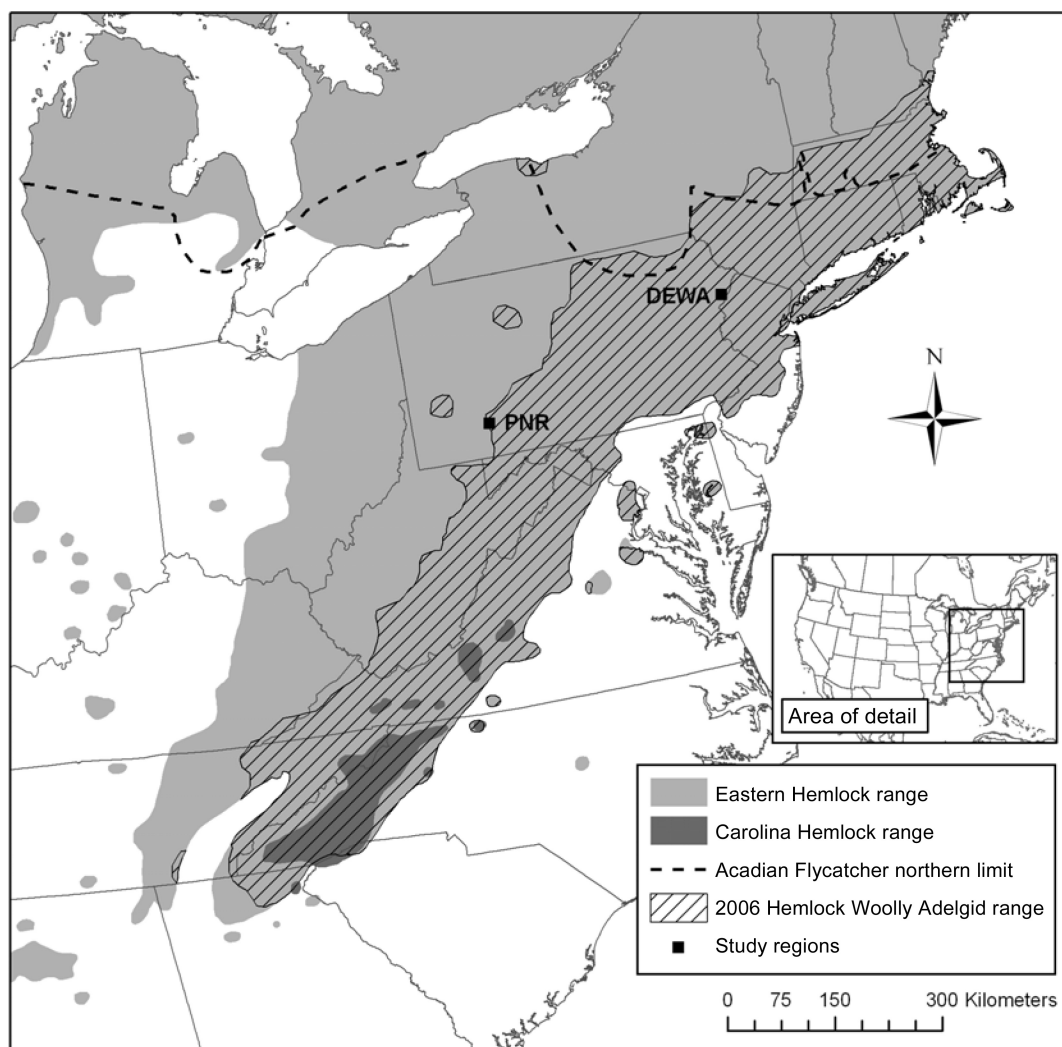 DEWA
PNR
N
Area of detail
Eastern Hemlock range
Carolina Hemlock range
Acadian Flycatcher northern limit
2006 Hemlock Woolly Adelgid range
Study regions
0 75 150 300 Kilometers